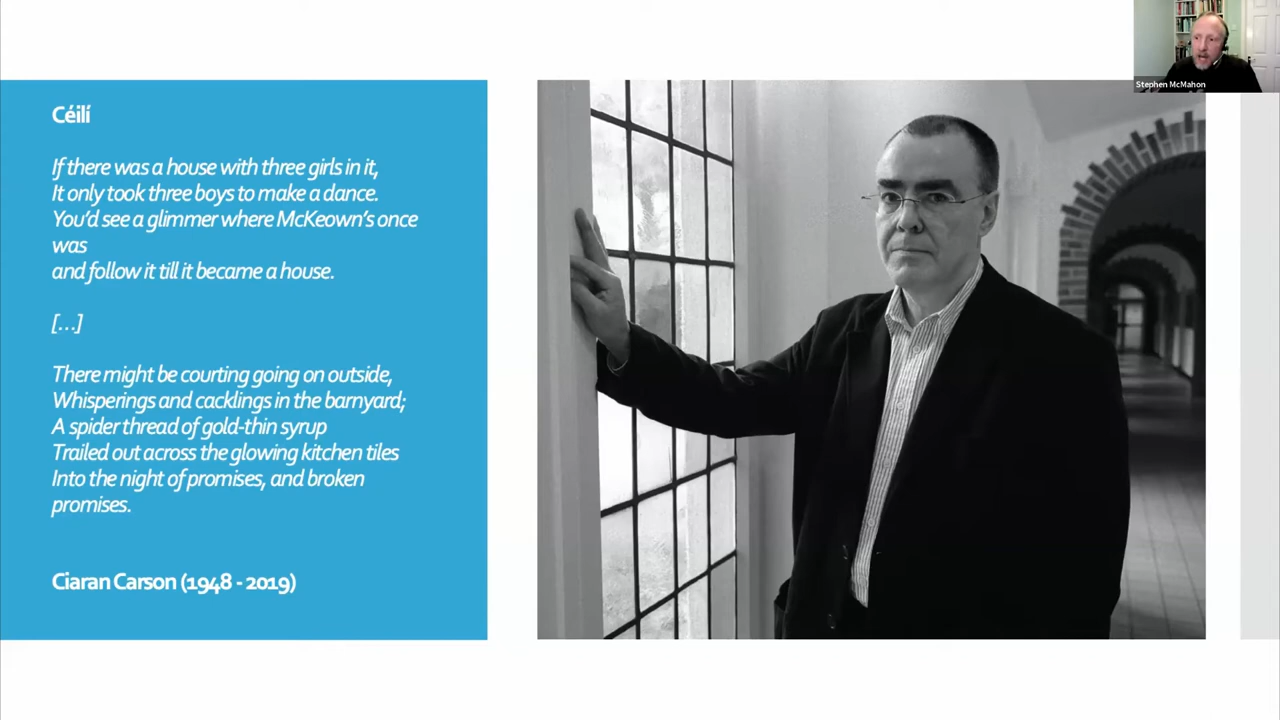 Céilí
If there was a house with three girls in it,
It only took three boys to make a dance.
You'd see a glimmer where McKeown's once
was
and follow it till it became a house.
[...]
There might be courting going on outside,
Whisperings and cacklings in the barnyard;
A spider thread of gold-thin syrup
Trailed out across the glowing kitchen tiles
Into the night of promises, and broken
promises.
Ciaran Carson (1948 - 2019)
Stephen McMahon